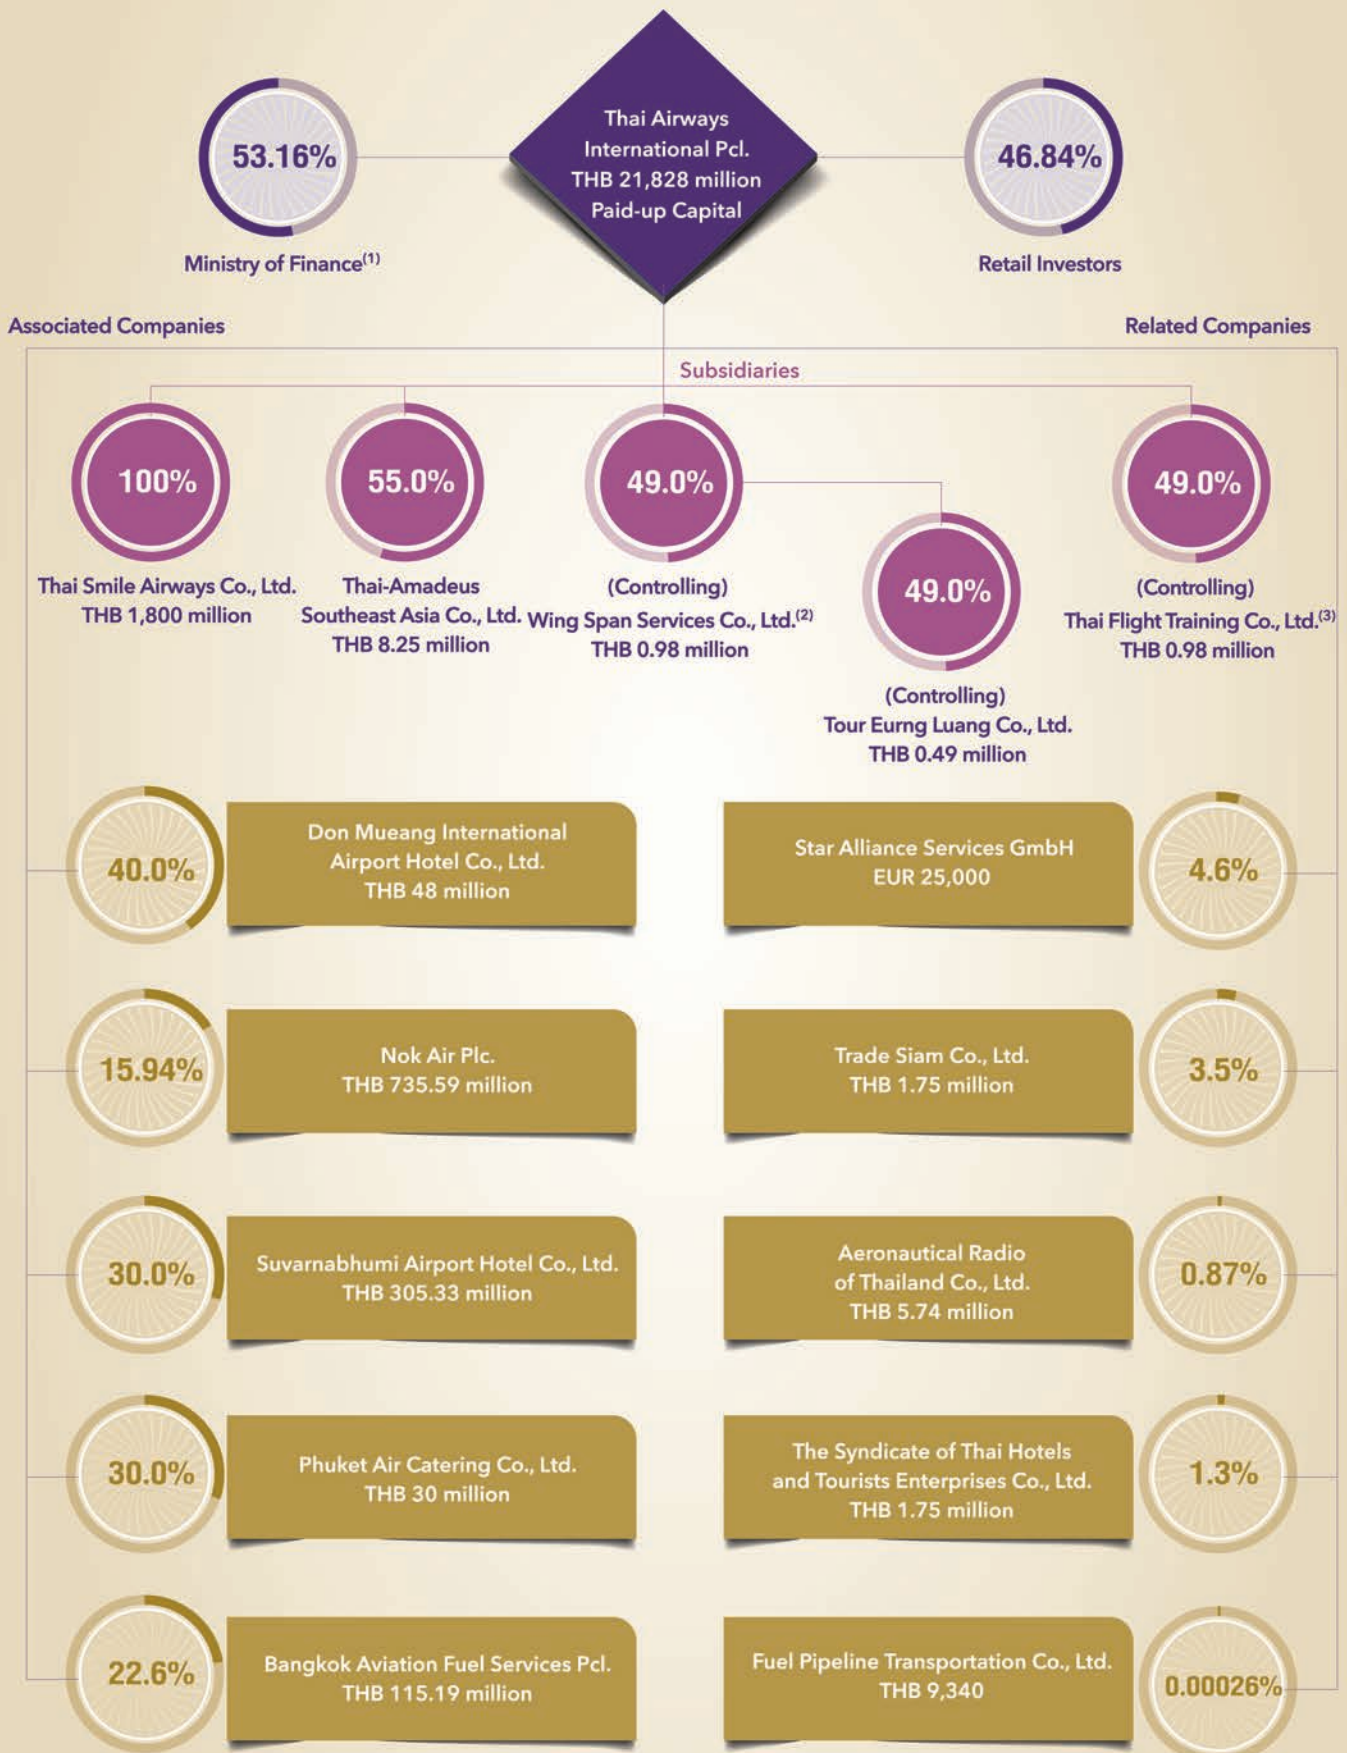 Thai Airways
International Pcl.
THB 21,828 million
Paid-up Capital
53.16%
Ministry of Finance(1)
46.84%
Retail Investors
Associated Companies
Related Companies
Subsidiaries
100%
Thai Smile Airways Co., Ltd.
THB 1,800 million
55.0%
Thai-Amadeus
Southeast Asia Co., Ltd.
THB 8.25 million
49.0%
(Controlling)
Wing Span Services Co., Ltd.(2)
THB 0.98 million
49.0%
(Controlling)
Tour Eurng Luang Co., Ltd.
THB 0.49 million
49.0%
(Controlling)
Thai Flight Training Co., Ltd.(3)
THB 0.98 million
40.0%
Don Mueang International
Airport Hotel Co., Ltd.
THB 48 million
Star Alliance Services GmbH
EUR 25,000
4.6%
15.94%
Nok Air Plc.
THB 735.59 million
Trade Siam Co., Ltd.
THB 1.75 million
3.5%
30.0%
Suvarnabhumi Airport Hotel Co., Ltd.
THB 305.33 million
Aeronautical Radio
of Thailand Co., Ltd.
THB 5.74 million
0.87%
30.0%
Phuket Air Catering Co., Ltd.
THB 30 million
The Syndicate of Thai Hotels
and Tourists Enterprises Co., Ltd.
THB 1.75 million
1.3%
22.6%
Bangkok Aviation Fuel Services Pcl.
THB 115.19 million
Fuel Pipeline Transportation Co., Ltd.
THB 9,340
0.00026%